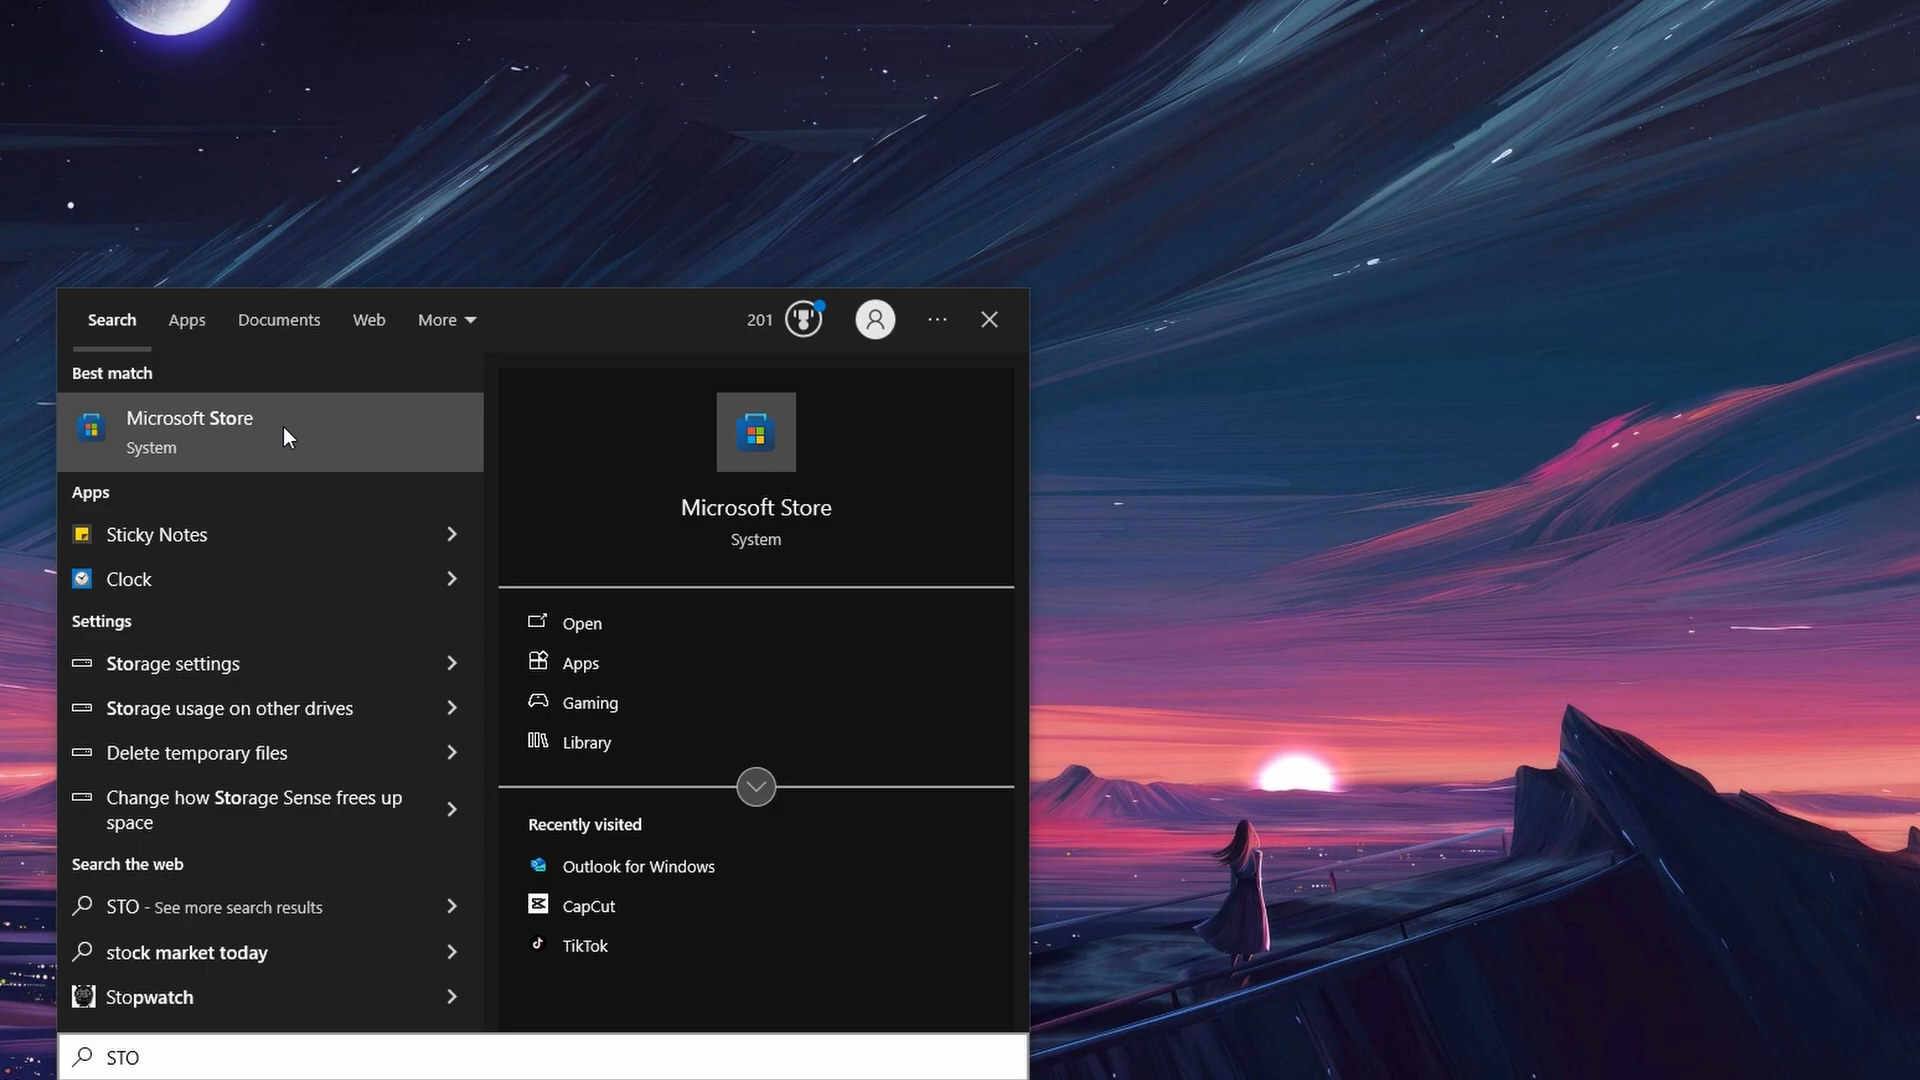 Search Apps Documents Web More 201
Best match
Microsoft Store
System
Apps
Sticky Notes
Clock
Settings
Storage settings
Storage usage on other drives
Delete temporary files
Change how Storage Sense frees up
space
Search the web
STO - See more search results
stock market today
Stopwatch
STO
Microsoft Store
System
Open
Apps
Gaming
Library
Recently visited
Outlook for Windows
CapCut
TikTok